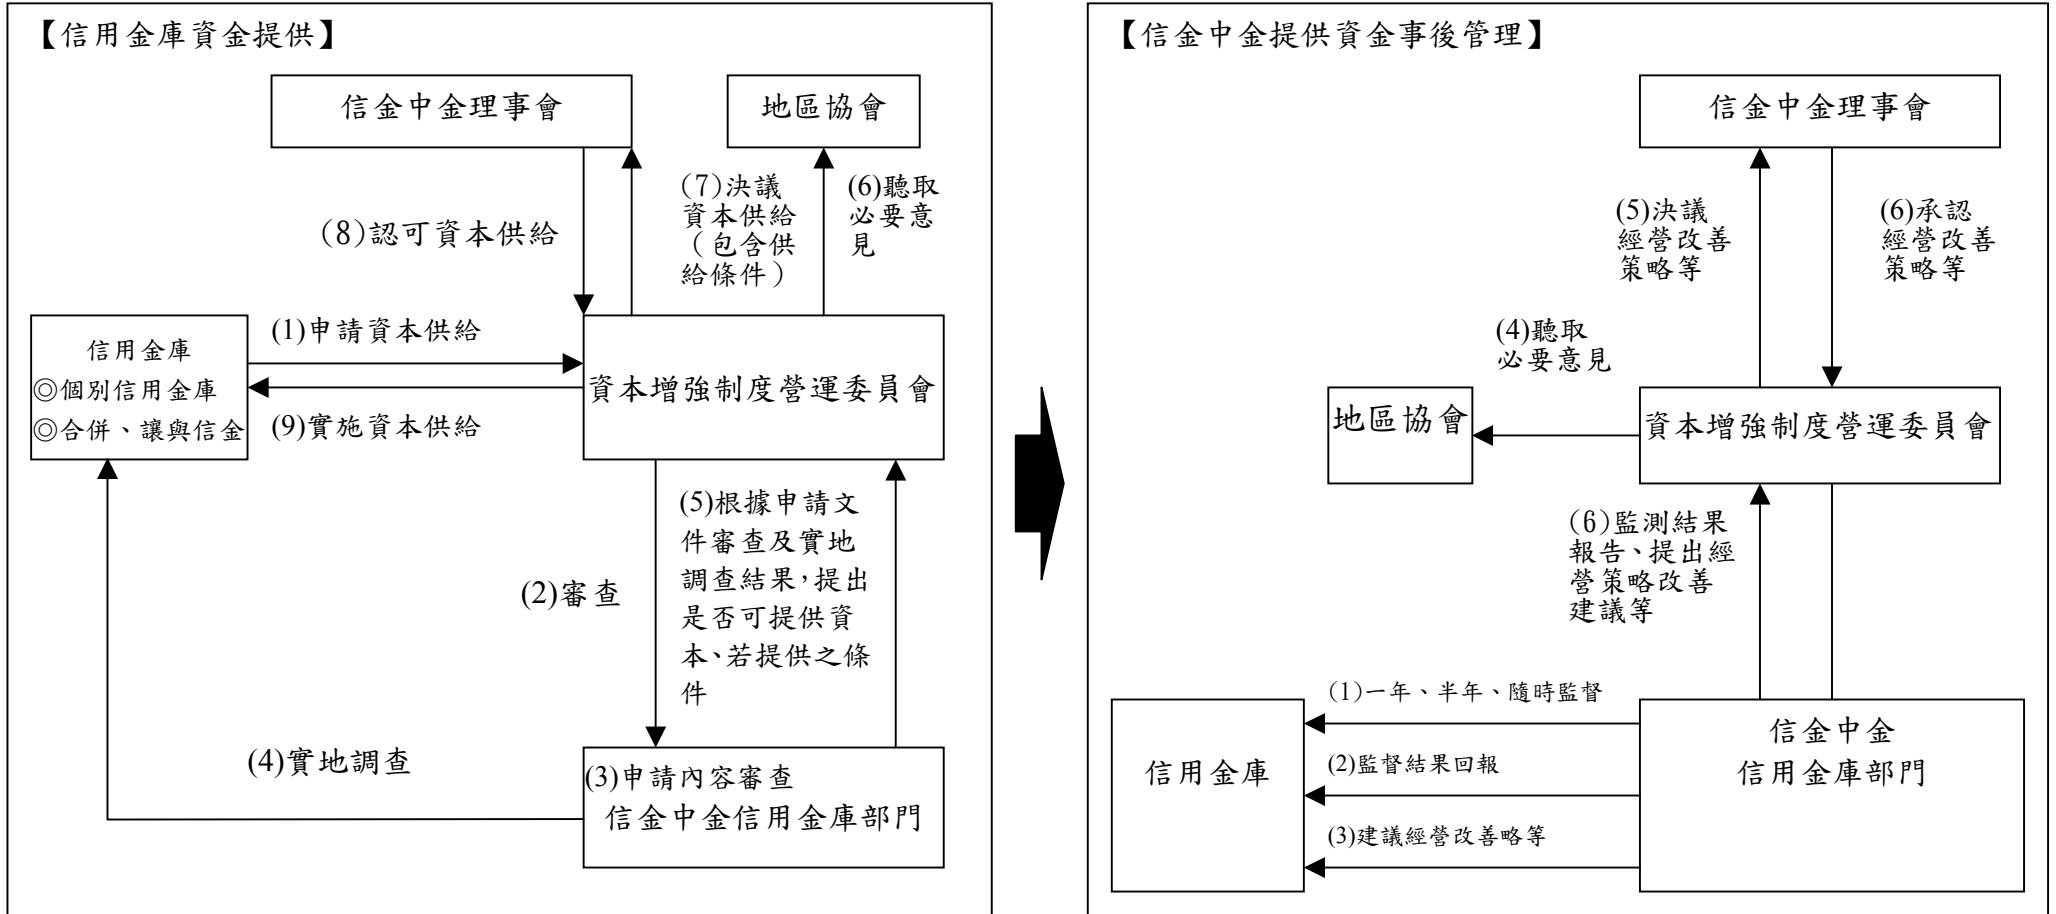 【信用金庫資金提供】
信金中金理事會
地區協會
(8)認可資本供給
(7)決議
資本供給
(包含供
給條件)
(6)聽取
必要意
見
(1)申請資本供給
信用金庫
◎個別信用金庫
◎合併、讓與信金
資本增強制度營運委員會
(9)實施資本供給
(2)審查
(5)根據申請文
件審查及實地
調查結果,提出
是否可提供資
本、若提供之條
件
(4)實地調查
(3)申請內容審查
信金中金信用金庫部門
【信金中金提供資金事後管理】
信金中金理事會
(5)決議
經營改善
策略等
(6)承認
經營改善
策略等
(4)聽取
必要意見
地區協會
資本增強制度營運委員會
(6)監測結果
報告、提出經
營策略改善
建議等
(1)一年、半年、隨時監督
信用金庫
(2)監督結果回報
(3)建議經營改善略等
信金中金
信用金庫部門